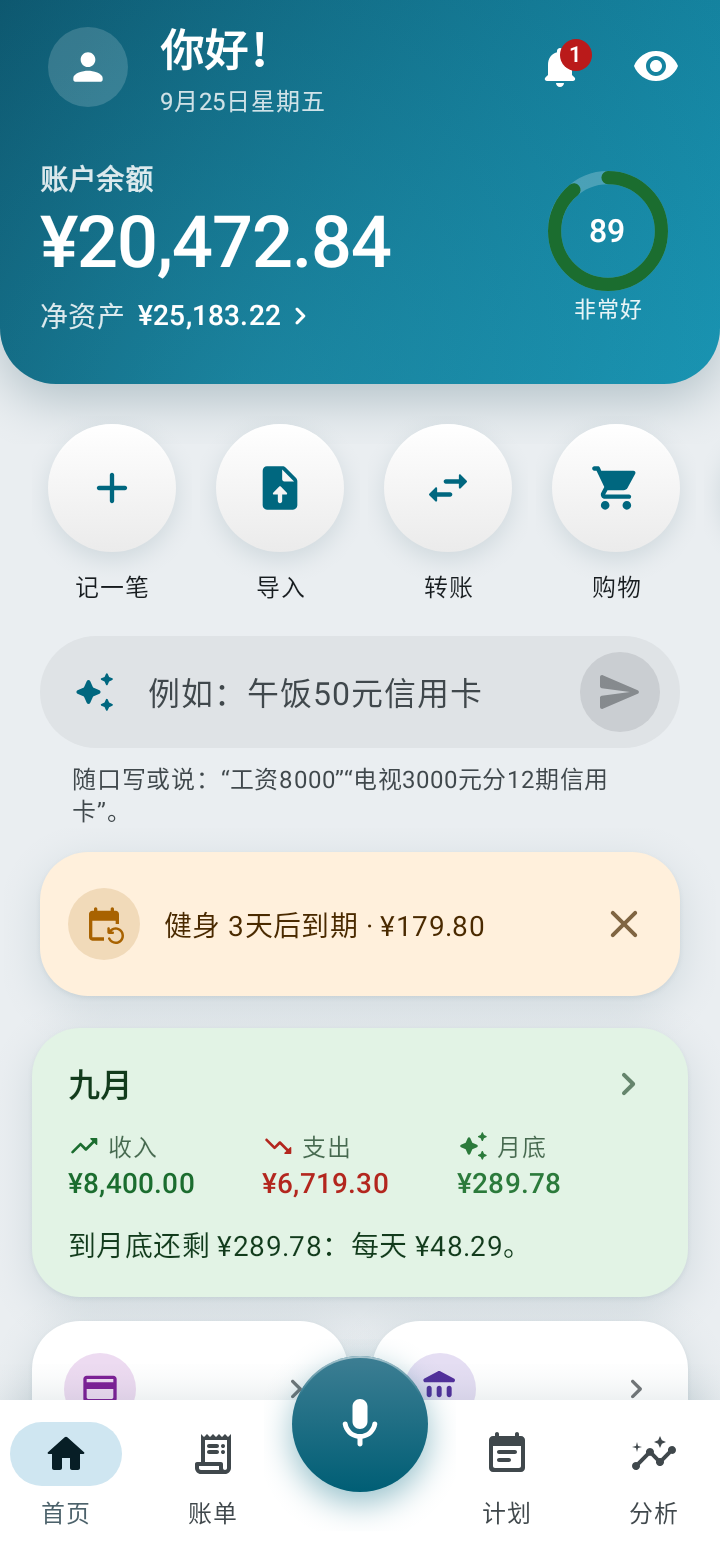 你好！
9月25日星期五
1
账户余额
¥20,472.84
净资产 ¥25,183.22
89
非常好
记一笔
导入
转账
购物
例如：午饭50元信用卡
随口写或说：“工资8000”“电视3000元分12期信用
卡”。
健身 3天后到期 · ¥179.80
九月
收入
¥8,400.00
支出
¥6,719.30
月底
¥289.78
到月底还剩 ¥289.78：每天 ¥48.29。
首页
账单
计划
分析